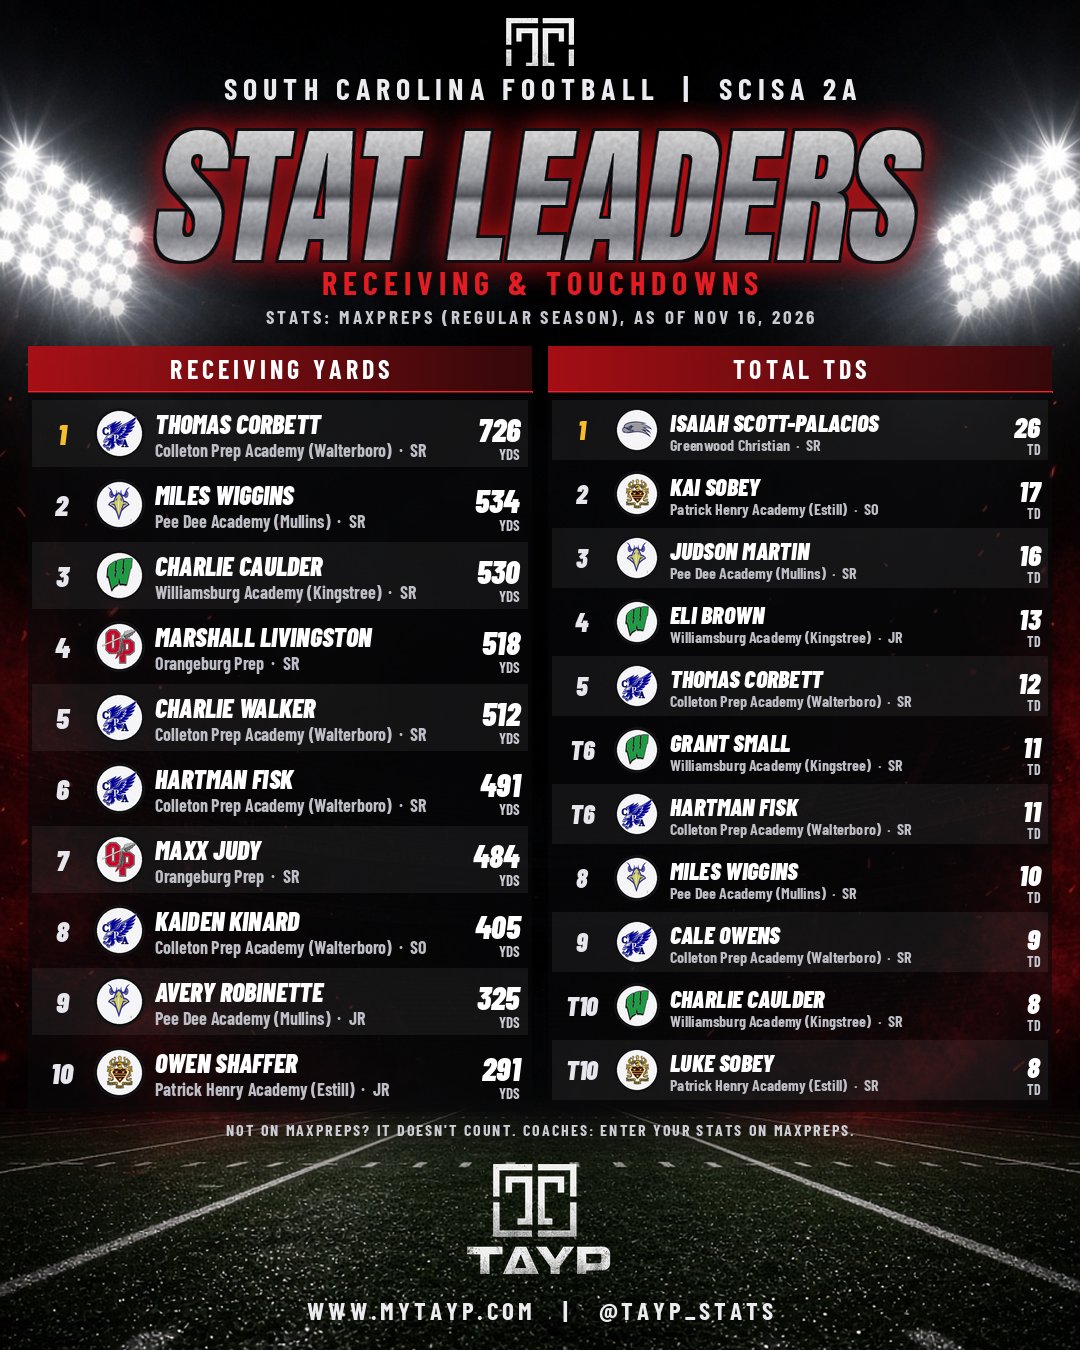 SOUTH CAROLINA FOOTBALL | SCISA 2A
STAT LEADERS
RECEIVING & TOUCHDOWNS
STATS: MAXPREPS (REGULAR SEASON), AS OF NOV 16, 2026
RECEIVING YARDS
1 THOMAS CORBETT 726
Colleton Prep Academy (Walterboro) · SR YDS
2 MILES WIGGINS 534
Pee Dee Academy (Mullins) · SR YDS
3 CHARLIE CAULDER 530
Williamsburg Academy (Kingstree) · SR YDS
4 MARSHALL LIVINGSTON 518
Orangeburg Prep · SR YDS
5 CHARLIE WALKER 512
Colleton Prep Academy (Walterboro) · SR YDS
6 HARTMAN FISK 491
Colleton Prep Academy (Walterboro) · SR YDS
7 MAXX JUDY 484
Orangeburg Prep · SR YDS
8 KAIDEN KINARD 405
Colleton Prep Academy (Walterboro) · SO YDS
9 AVERY ROBINETTE 325
Pee Dee Academy (Mullins) · JR YDS
10 OWEN SHAFFER 291
Patrick Henry Academy (Estill) · JR YDS
TOTAL TDS
1 ISAIAH SCOTT-PALACIOS 26
Greenwood Christian · SR TD
2 KAI SOBEY 17
Patrick Henry Academy (Estill) · SO TD
3 JUDSON MARTIN 16
Pee Dee Academy (Mullins) · SR TD
4 ELI BROWN 13
Williamsburg Academy (Kingstree) · JR TD
5 THOMAS CORBETT 12
Colleton Prep Academy (Walterboro) · SR TD
T6 GRANT SMALL 11
Williamsburg Academy (Kingstree) · SR TD
T6 HARTMAN FISK 11
Colleton Prep Academy (Walterboro) · SR TD
8 MILES WIGGINS 10
Pee Dee Academy (Mullins) · SR TD
9 CALE OWENS 9
Colleton Prep Academy (Walterboro) · SR TD
T10 CHARLIE CAULDER 8
Williamsburg Academy (Kingstree) · SR TD
T10 LUKE SOBEY 8
Patrick Henry Academy (Estill) · SR TD
NOT ON MAXPREPS? IT DOESN'T COUNT. COACHES: ENTER YOUR STATS ON MAXPREPS.
TAYP
WWW.MYTAYP.COM | @TAYP_STATS